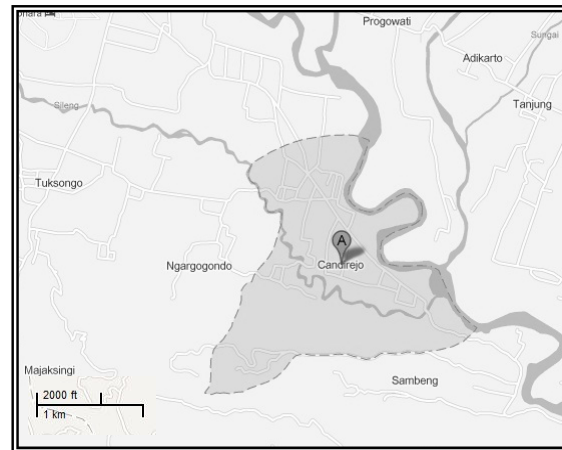 Progowati
Adikarto
Sungai
Tanjung
Sileng
Tuksongo
A
Ngargogondo
Candirejo
Majaksingi
Sambeng
2000 ft
1 km